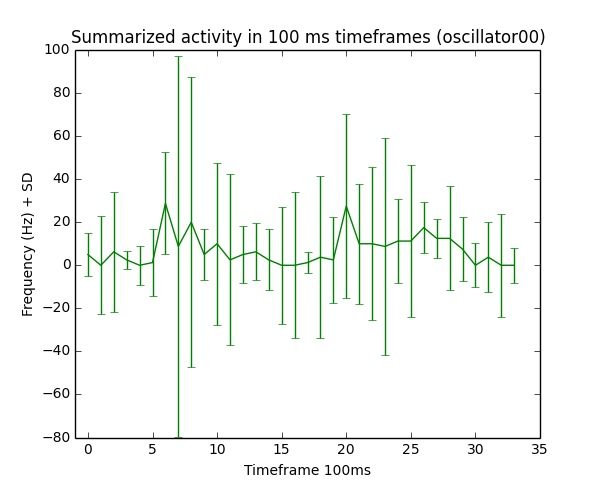 Summarized activity in 100 ms timeframes (oscillator00)
100
80
60
40
20
0
−20
−40
−60
−80
Frequency (Hz) + SD
0 5 10 15 20 25 30 35
Timeframe 100ms